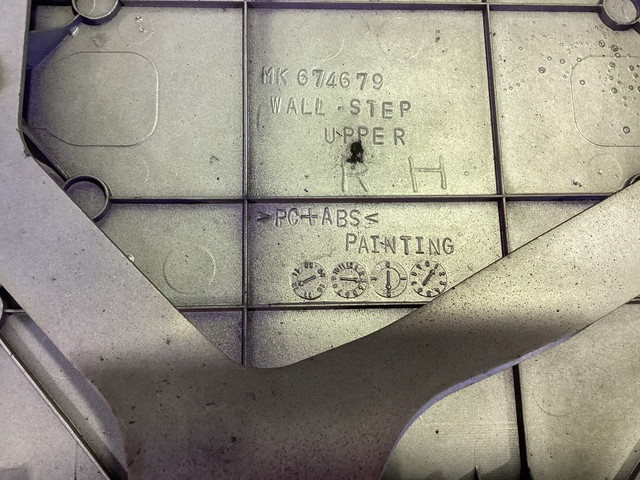 MK 674679
WALL STEP
UPPER
R H
>PC+ABS<
PAINTING